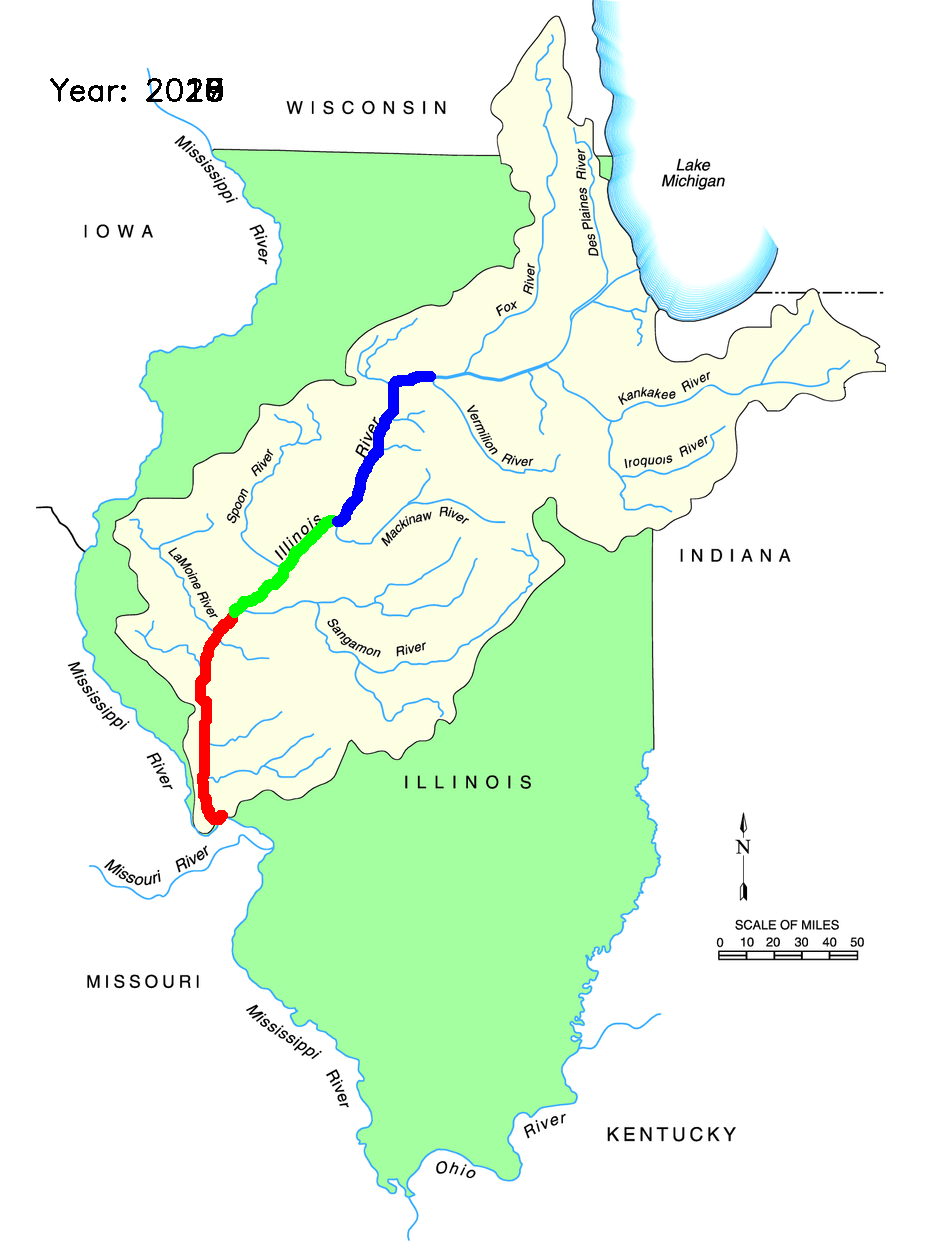 Year:
WISCONSIN
Mississippi
River
IOWA
Lake
Michigan
Des Plaines River
Fox
River
Kankakee River
Iroquois River
Vermilion River
River
Illinois
Spoon River
Mackinaw River
LaMoine River
Sangamon River
INDIANA
Mississippi
River
ILLINOIS
Missouri River
N
SCALE OF MILES
0 10 20 30 40 50
MISSOURI
Mississippi
River
Ohio
River
KENTUCKY